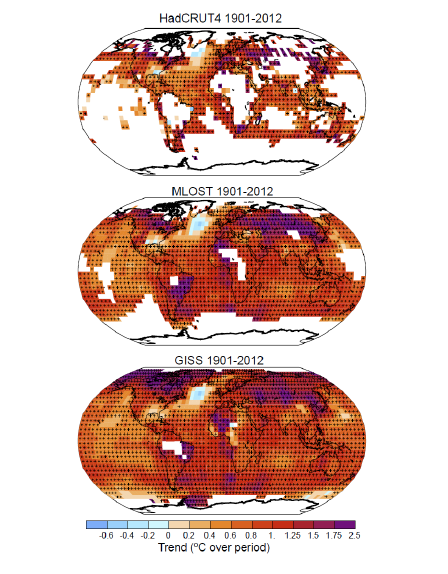 HadCRUT4 1901-2012
MLOST 1901-2012
GISS 1901-2012
-0.6 -0.4 -0.2 0 0.2 0.4 0.6 0.8 1. 1.25 1.5 1.75 2.5
Trend (°C over period)